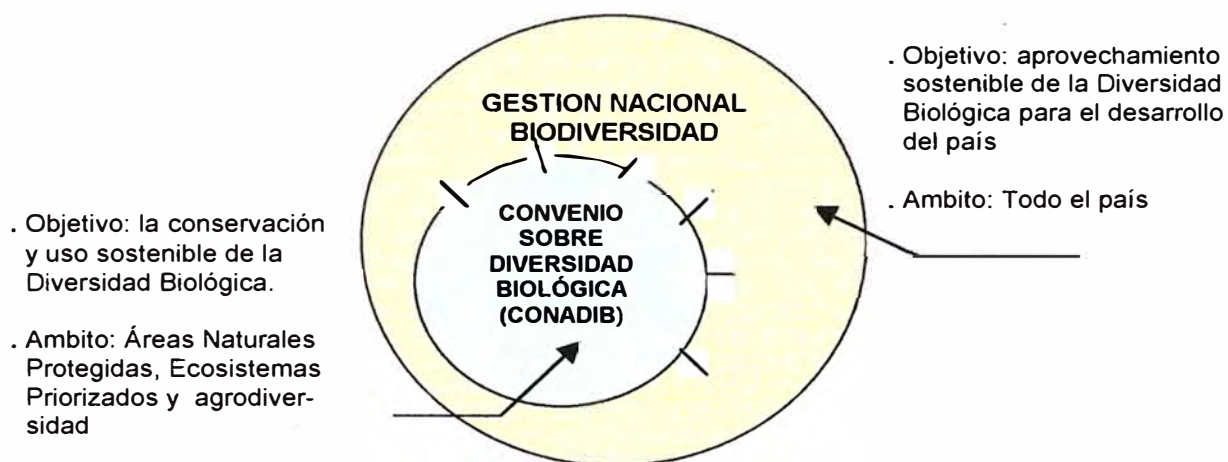 GESTION NACIONAL
BIODIVERSIDAD
CONVENIO
SOBRE
DIVERSIDAD
BIOLÓGICA
(CONADIB)
. Objetivo: la conservación
y uso sostenible de la
Diversidad Biológica.
. Ambito: Áreas Naturales
Protegidas, Ecosistemas
Priorizados y agrodiver-
sidad
. Objetivo: aprovechamiento
sostenible de la Diversidad
Biológica para el desarrollo
del país
. Ambito: Todo el país